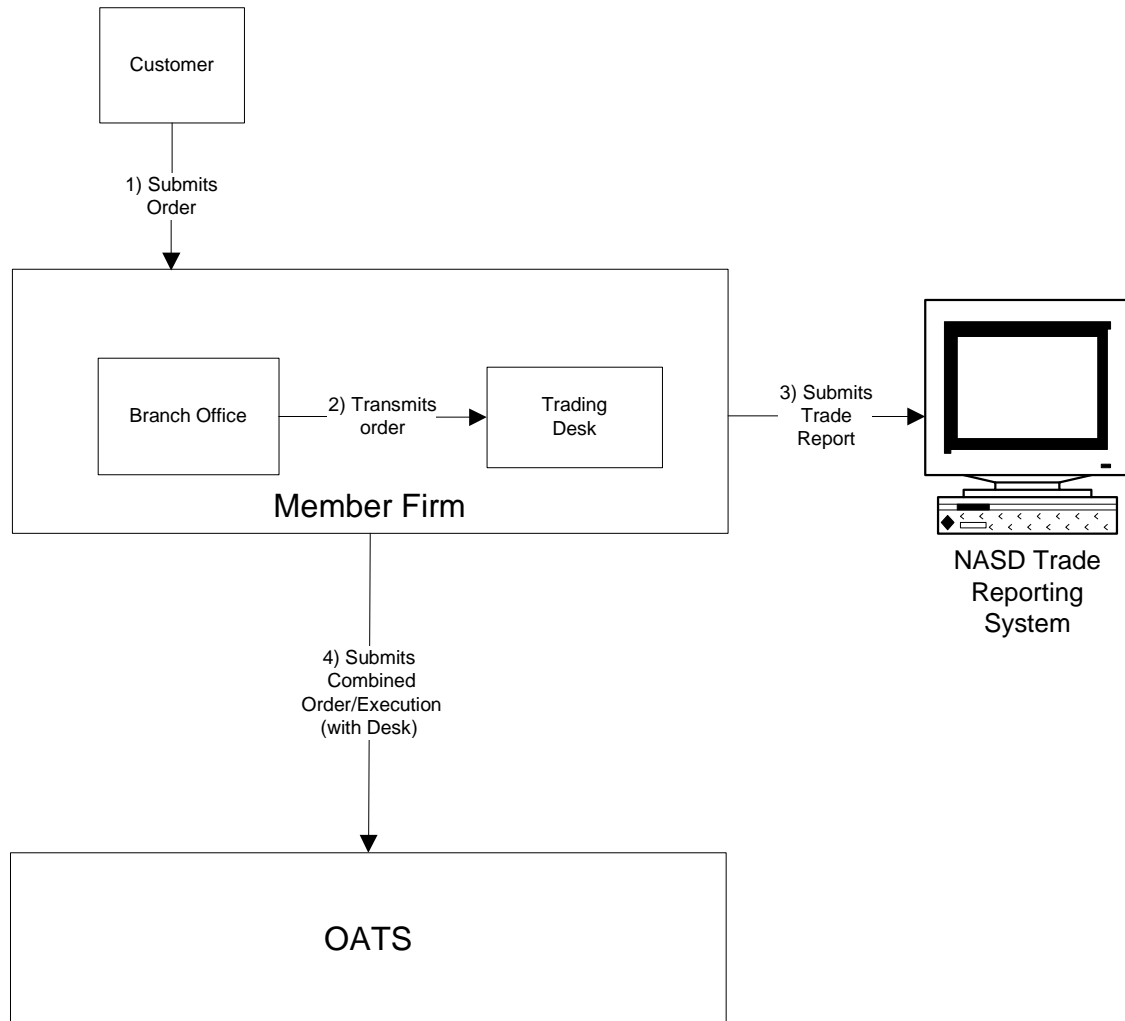 Customer
1) Submits
Order
Branch Office
2) Transmits
order
Trading
Desk
3) Submits
Trade
Report
Member Firm
NASD Trade
Reporting
System
4) Submits
Combined
Order/Execution
(with Desk)
OATS